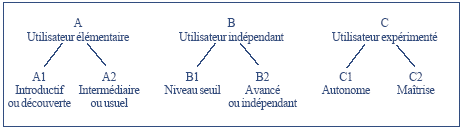 A B C
Utilisateur élémentaire Utilisateur indépendant Utilisateur expérimenté
A1 A2 B1 B2 C1 C2
Introductif Intermédiaire Niveau seuil Avancé Autonome Maîtrise
ou découverte ou usuel ou indépendant